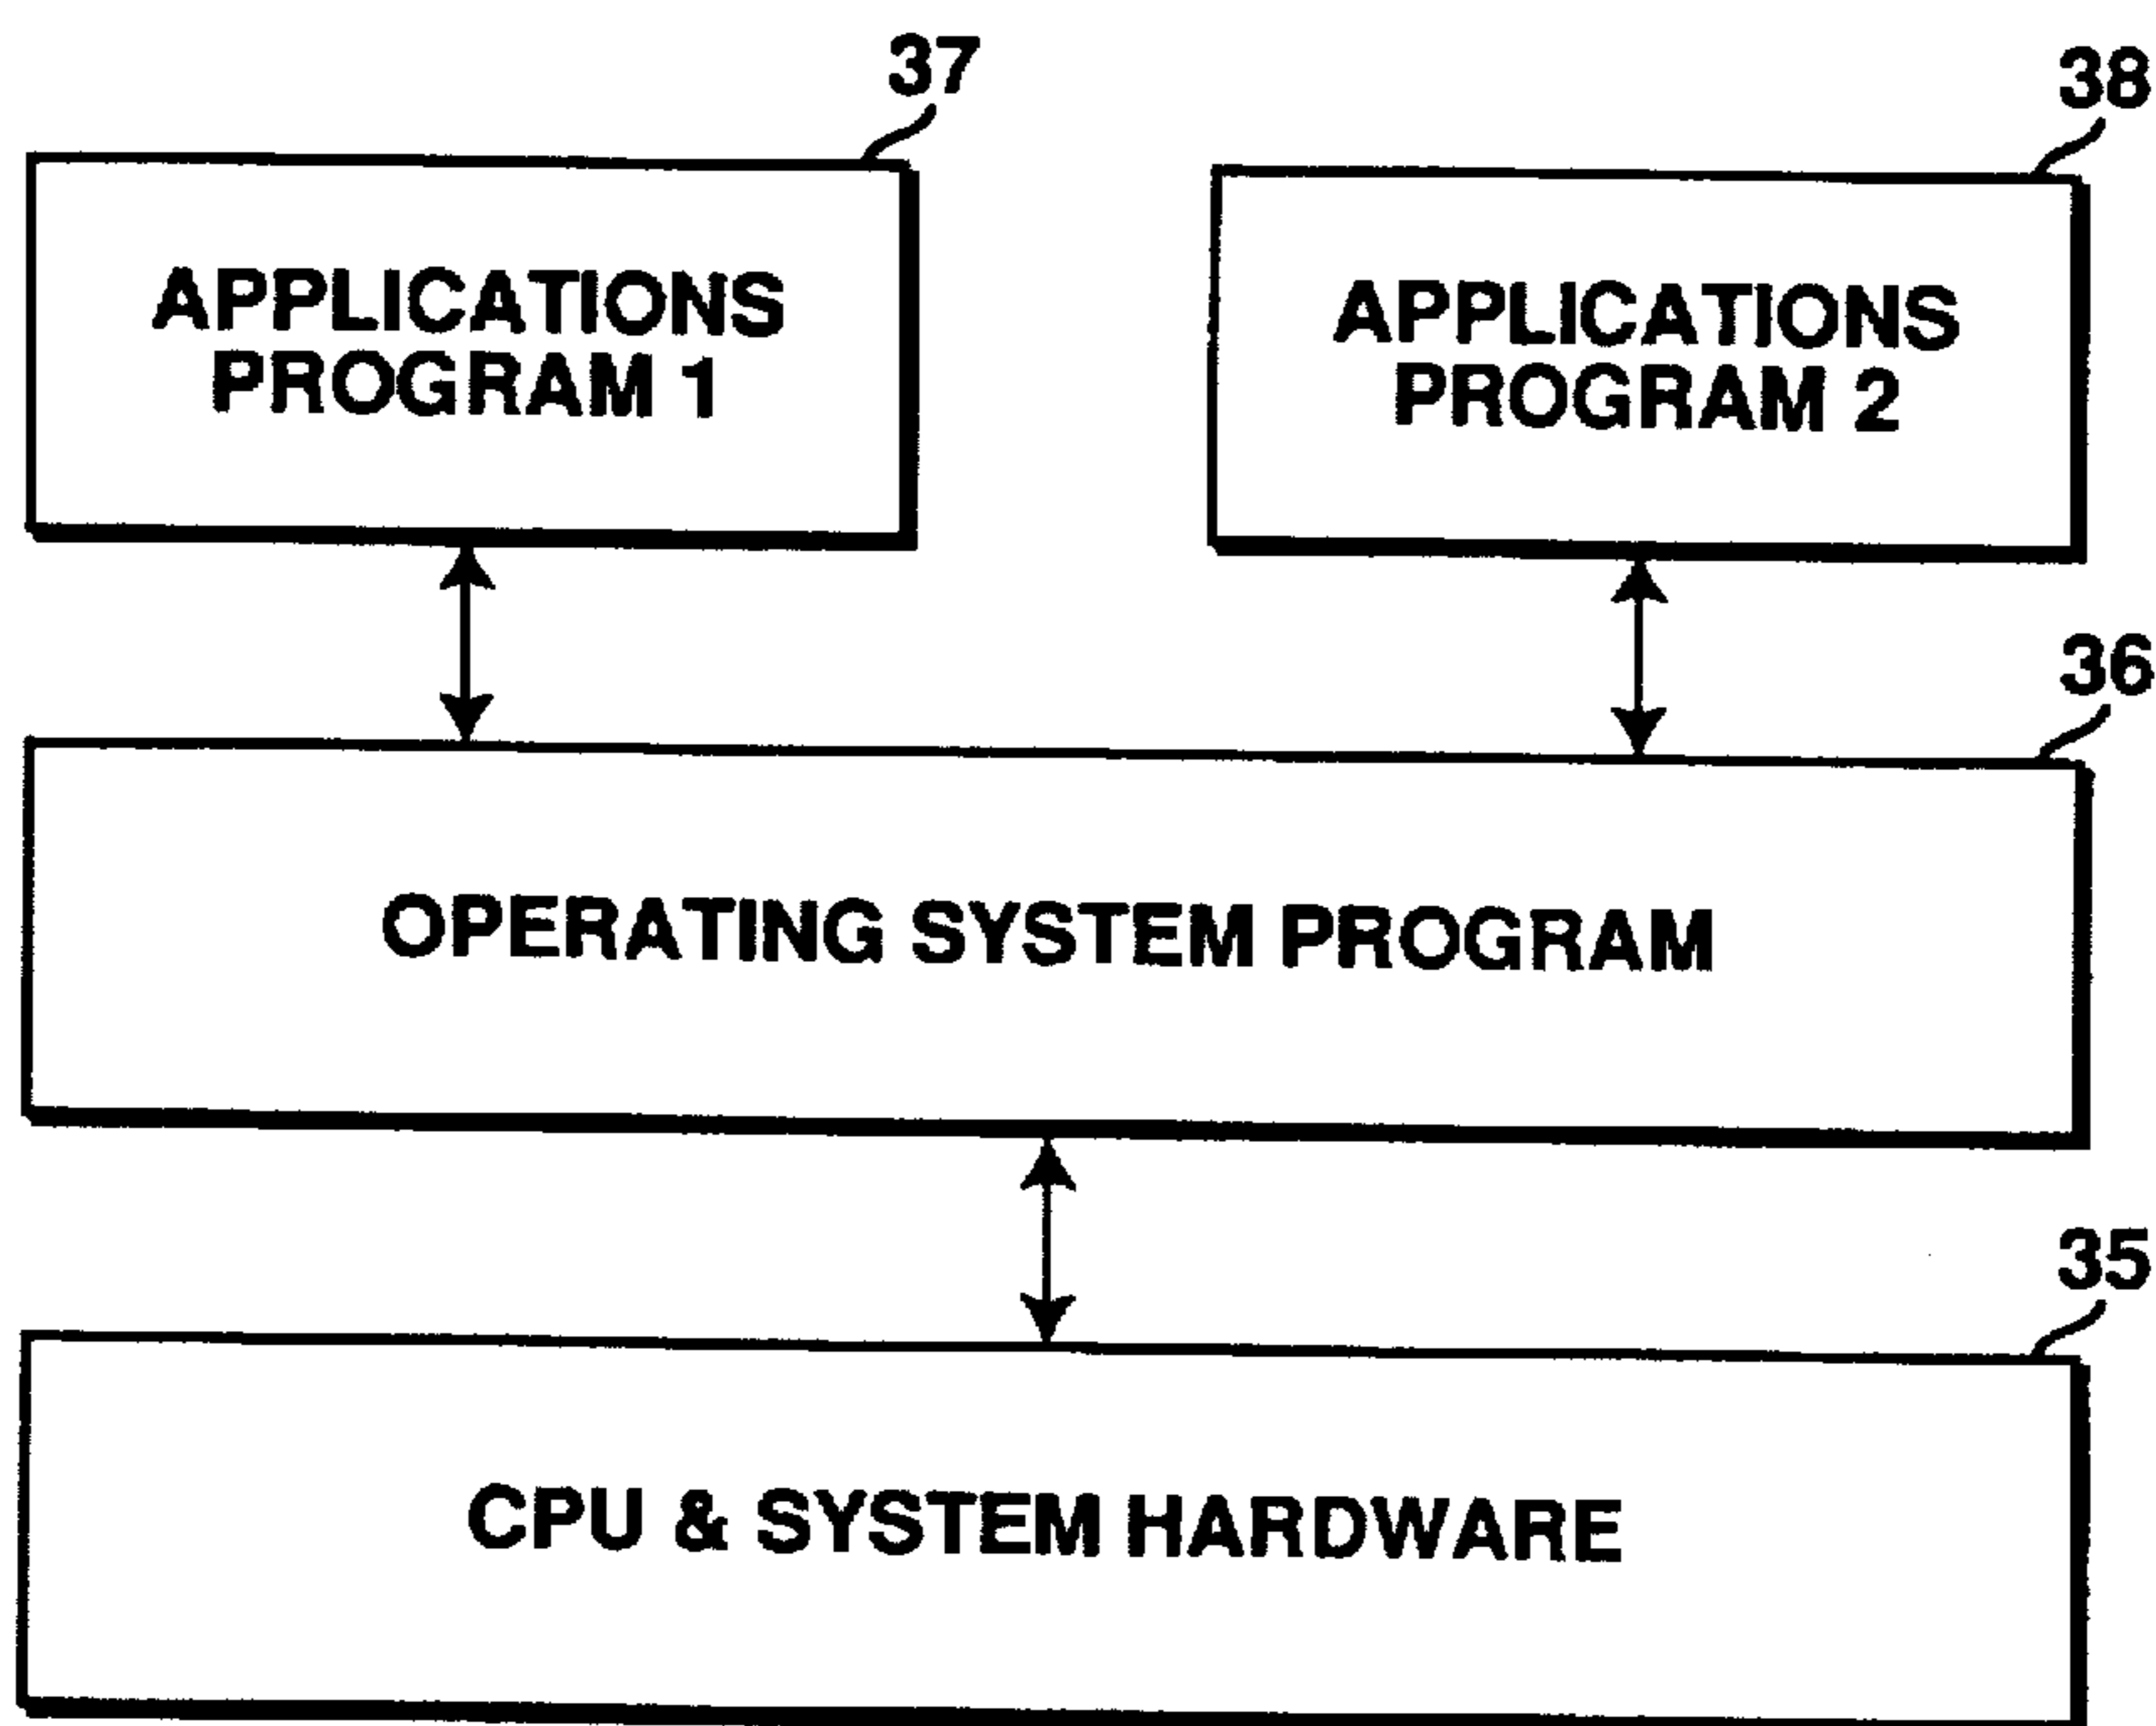 37
38
APPLICATIONS
PROGRAM 1
APPLICATIONS
PROGRAM 2
36
OPERATING SYSTEM PROGRAM
35
CPU & SYSTEM HARDWARE